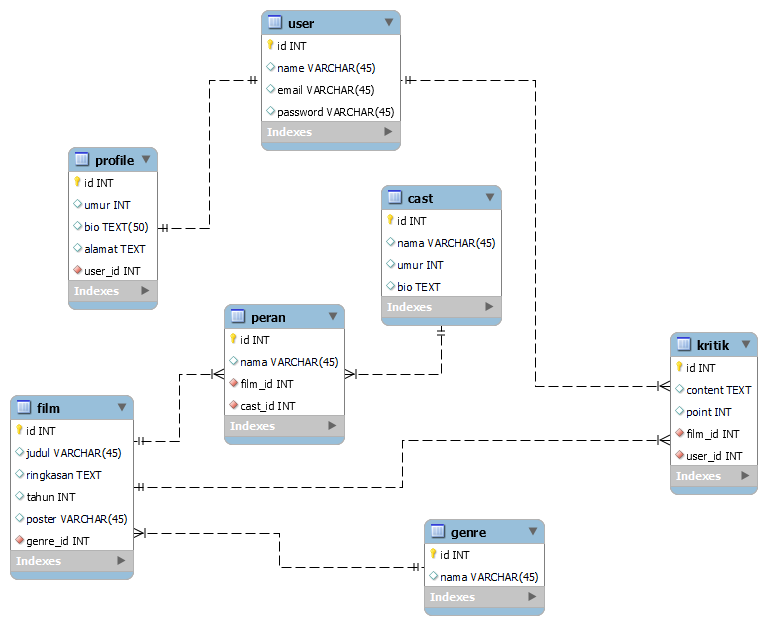 user
id INT
name VARCHAR(45)
email VARCHAR(45)
password VARCHAR(45)
Indexes
profile
id INT
umur INT
bio TEXT(50)
alamat TEXT
user_id INT
Indexes
cast
id INT
nama VARCHAR(45)
umur INT
bio TEXT
Indexes
peran
id INT
nama VARCHAR(45)
film_id INT
cast_id INT
Indexes
kritik
id INT
content TEXT
point INT
film_id INT
user_id INT
Indexes
film
id INT
judul VARCHAR(45)
ringkasan TEXT
tahun INT
poster VARCHAR(45)
genre_id INT
Indexes
genre
id INT
nama VARCHAR(45)
Indexes